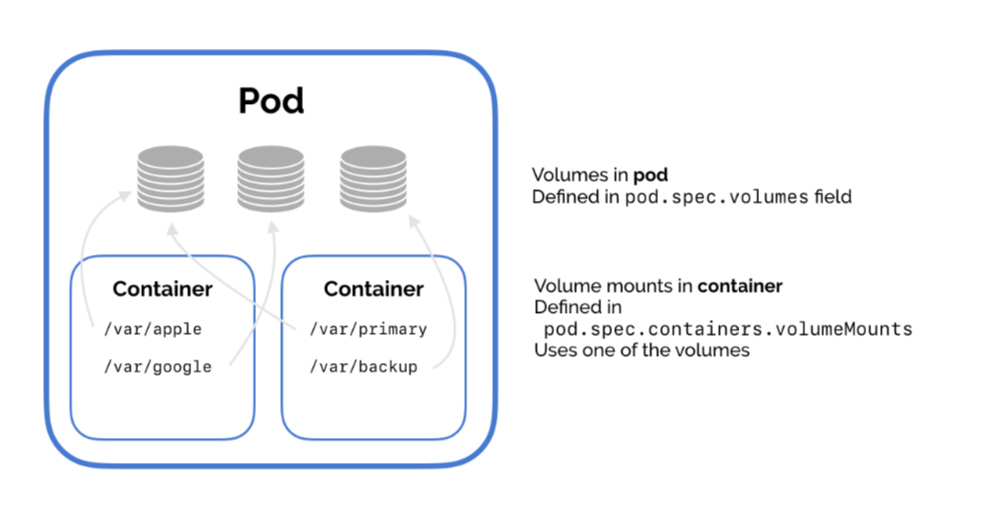 Pod
Volumes in pod
Defined in pod.spec.volumes field
Container
/var/apple
/var/google
Container
/var/primary
/var/backup
Volume mounts in container
Defined in
pod.spec.containers.volumeMounts
Uses one of the volumes